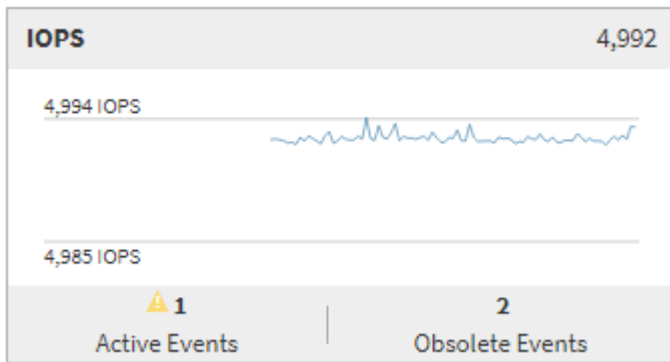 IOPS 4,992
4,994 IOPS
4,985 IOPS
1 2
Active Events Obsolete Events